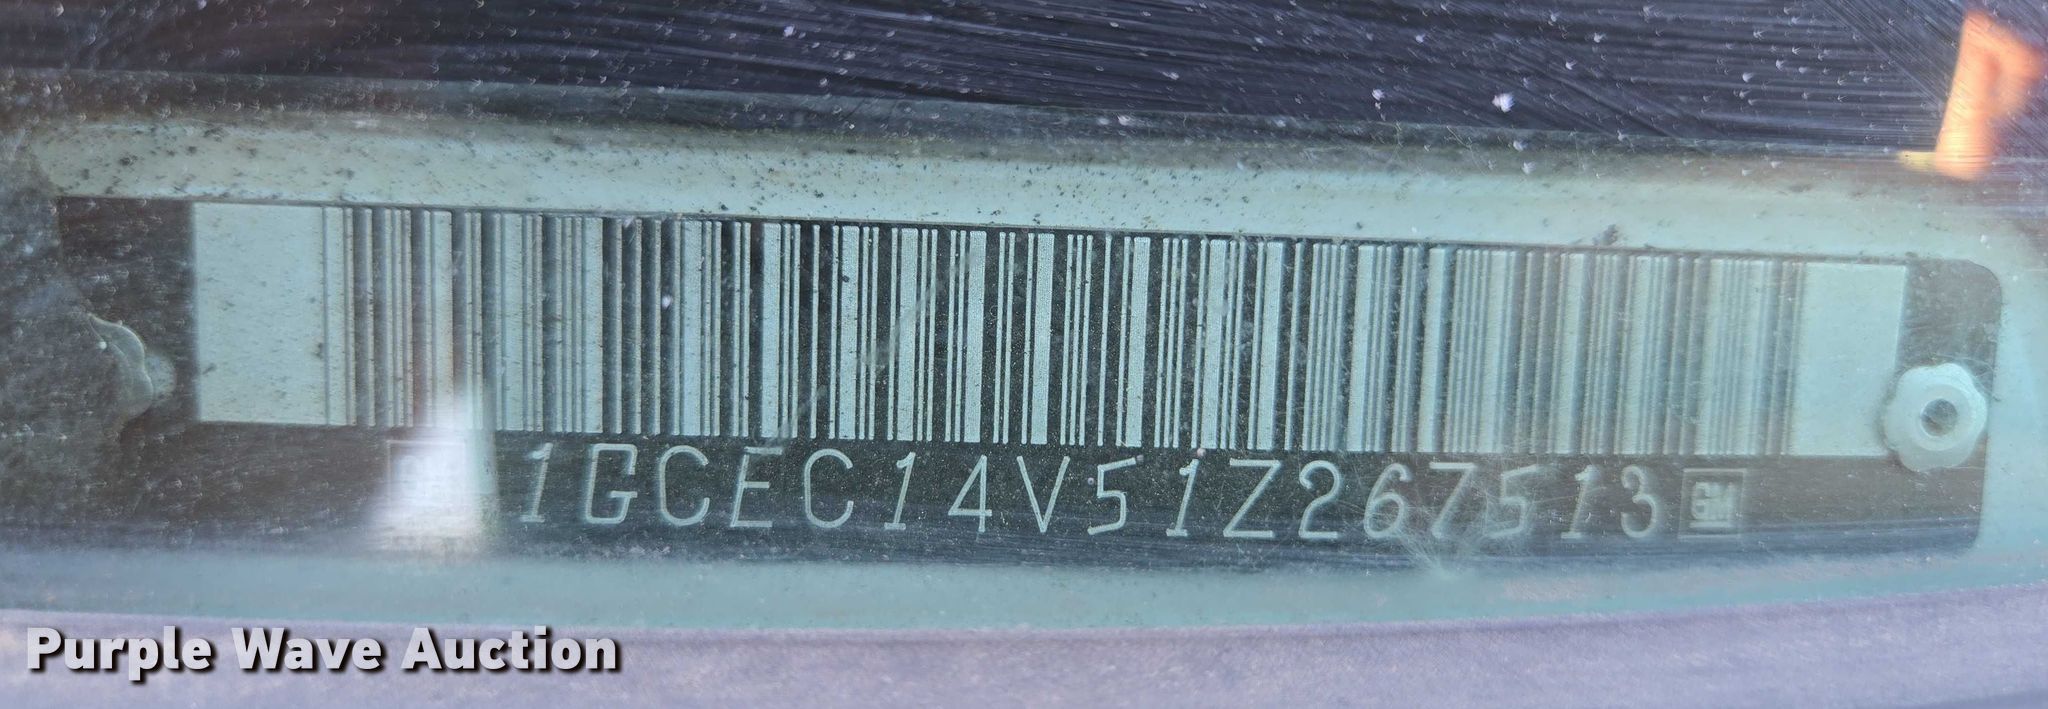 1GCEC14V51Z267513 GM
Purple Wave Auction